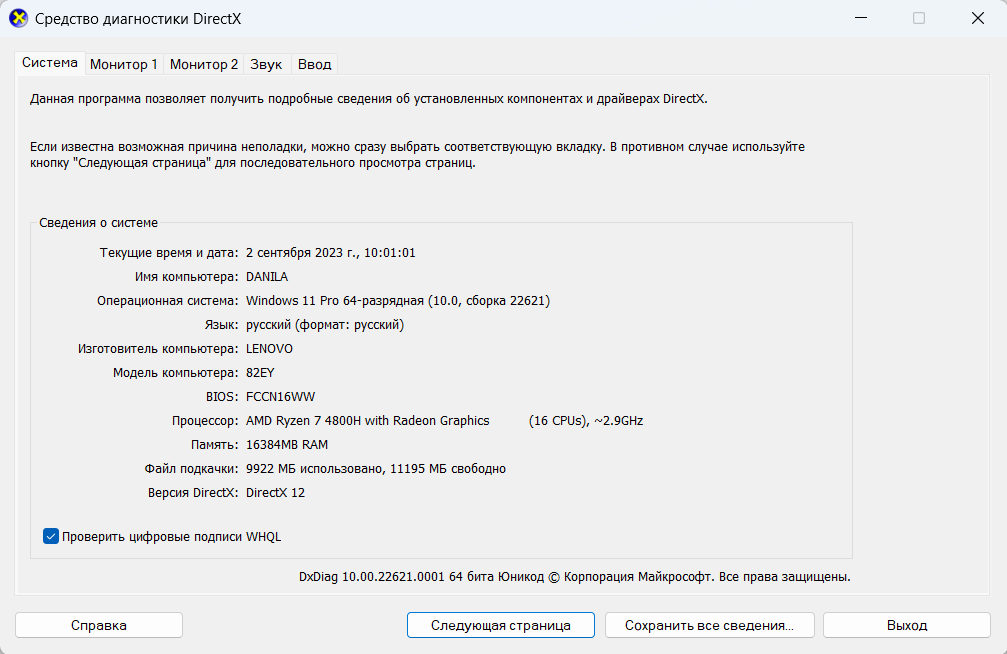 Средство диагностики DirectX
Система Монитор 1 Монитор 2 Звук Ввод
Данная программа позволяет получить подробные сведения об установленных компонентах и драйверах DirectX.
Если известна возможная причина неполадки, можно сразу выбрать соответствующую вкладку. В противном случае используйте
кнопку "Следующая страница" для последовательного просмотра страниц.
Сведения о системе
Текущие время и дата: 2 сентября 2023 г., 10:01:01
Имя компьютера: DANILA
Операционная система: Windows 11 Pro 64-разрядная (10.0, сборка 22621)
Язык: русский (формат: русский)
Изготовитель компьютера: LENOVO
Модель компьютера: 82EY
BIOS: FCCN16WW
Процессор: AMD Ryzen 7 4800H with Radeon Graphics (16 CPUs), ~2.9GHz
Память: 16384MB RAM
Файл подкачки: 9922 МБ использовано, 11195 МБ свободно
Версия DirectX: DirectX 12
Проверить цифровые подписи WHQL
DxDiag 10.00.22621.0001 64 бита Юникод © Корпорация Майкрософт. Все права защищены.
Справка Следующая страница Сохранить все сведения... Выход